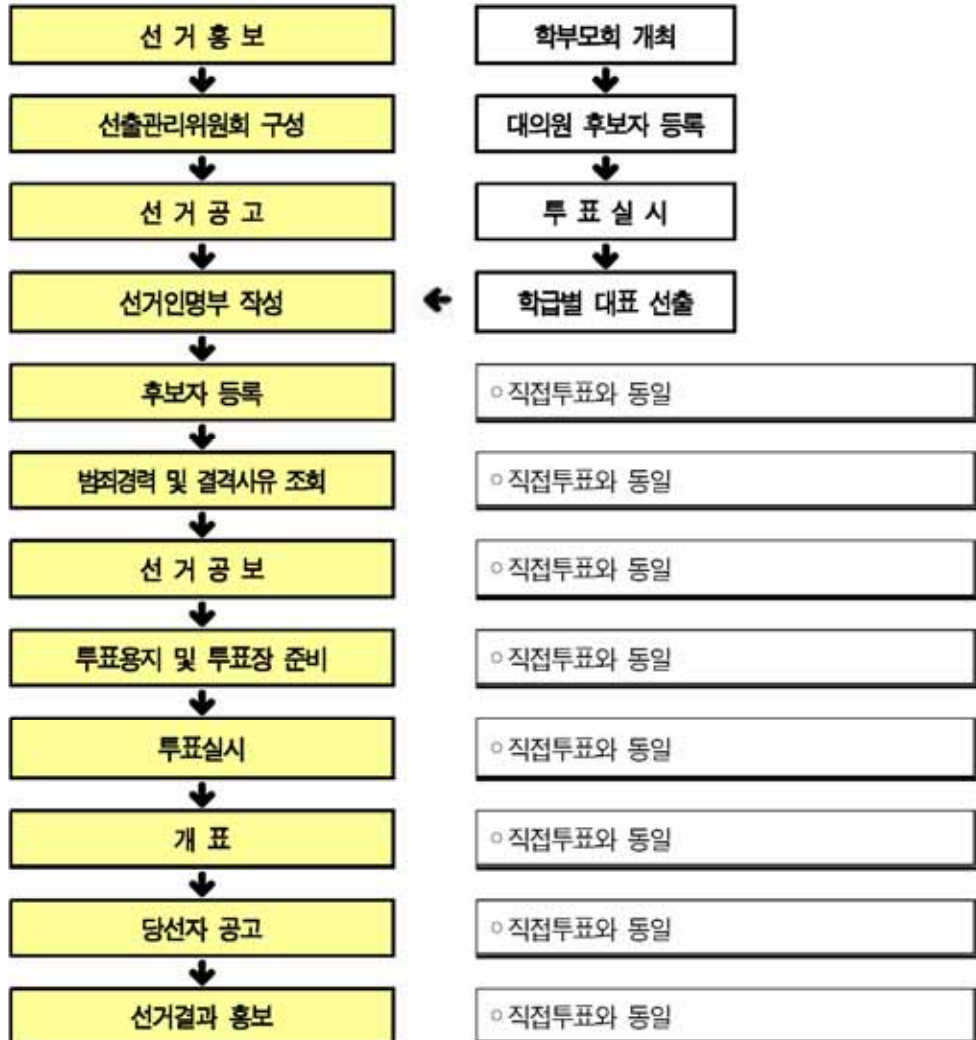 선 거 홍 보
학부모회 개최
선출관리위원회 구성
대의원 후보자 등록
선 거 공 고
투 표 실 시
선거인명부 작성
학급별 대표 선출
후보자 등록
○ 직접투표와 동일
범죄경력 및 결격사유 조회
○ 직접투표와 동일
선 거 공 보
○ 직접투표와 동일
투표용지 및 투표장 준비
○ 직접투표와 동일
투표실시
○ 직접투표와 동일
개 표
○ 직접투표와 동일
당선자 공고
○ 직접투표와 동일
선거결과 홍보
○ 직접투표와 동일